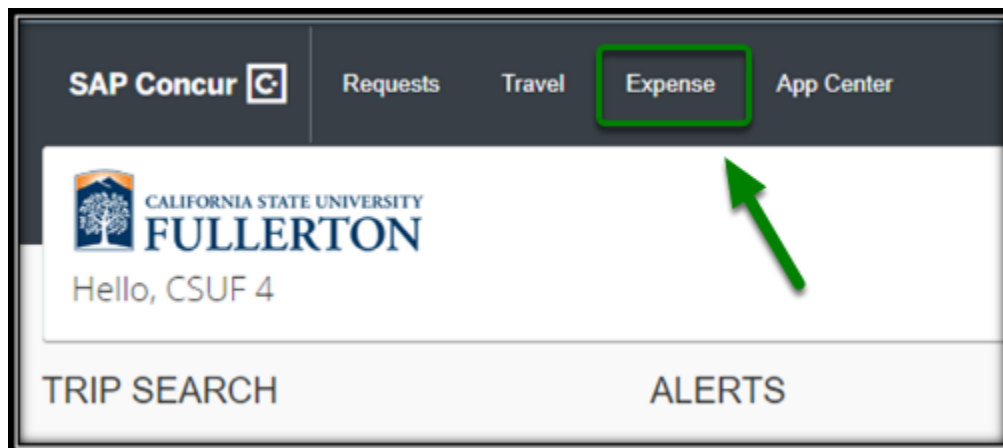 SAP Concur C. Requests Travel Expense App Center
CALIFORNIA STATE UNIVERSITY
FULLERTON
Hello, CSUF 4
TRIP SEARCH ALERTS